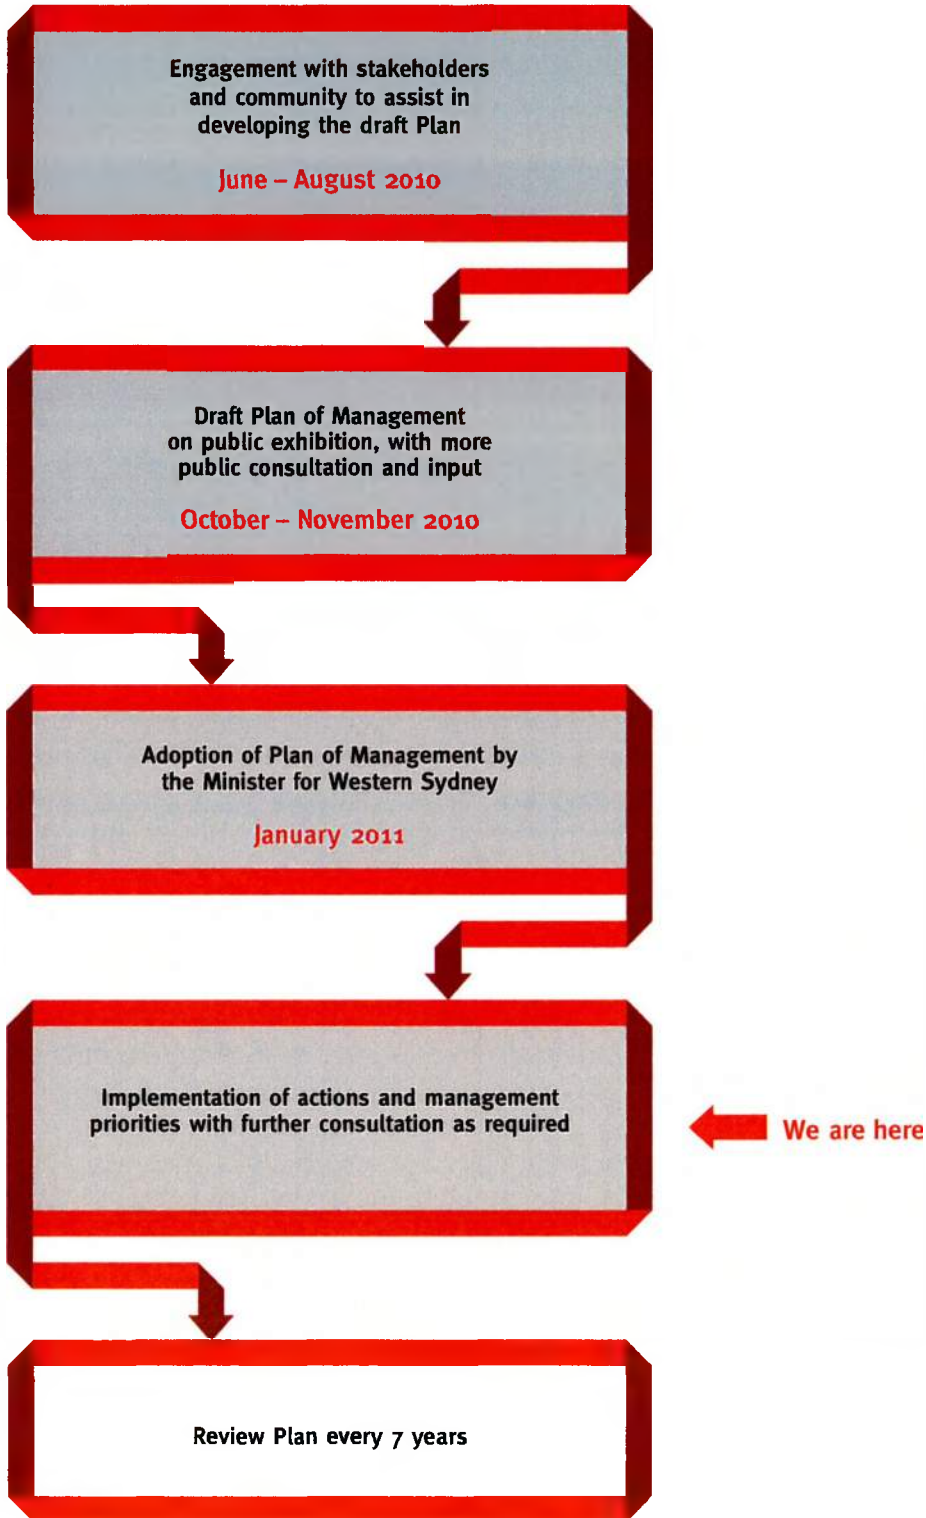 Engagement with stakeholders
and community to assist in
developing the draft Plan
June – August 2010
Draft Plan of Management
on public exhibition, with more
public consultation and input
October – November 2010
Adoption of Plan of Management by
the Minister for Western Sydney
January 2011
Implementation of actions and management
priorities with further consultation as required
We are here
Review Plan every 7 years